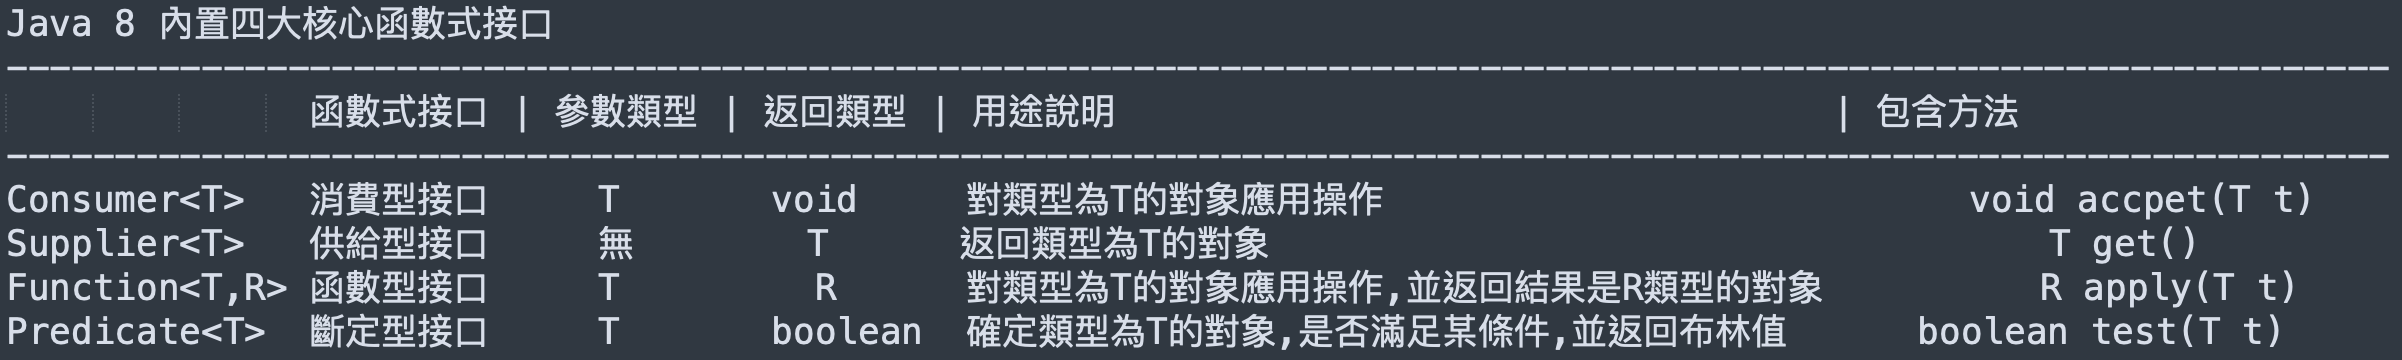 Java 8 內置四大核心函數式接口
--------------------------------------------------------------------------------------------------------------
函數式接口 | 參數類型 | 返回類型 | 用途說明 | 包含方法
--------------------------------------------------------------------------------------------------------------
Consumer<T> 消費型接口 T void 對類型為T的對象應用操作 void accpet(T t)
Supplier<T> 供給型接口 無 T 返回類型為T的對象 T get()
Function<T,R> 函數型接口 T R 對類型為T的對象應用操作,並返回結果是R類型的對象 R apply(T t)
Predicate<T> 斷定型接口 T boolean 確定類型為T的對象,是否滿足某條件,並返回布林值 boolean test(T t)